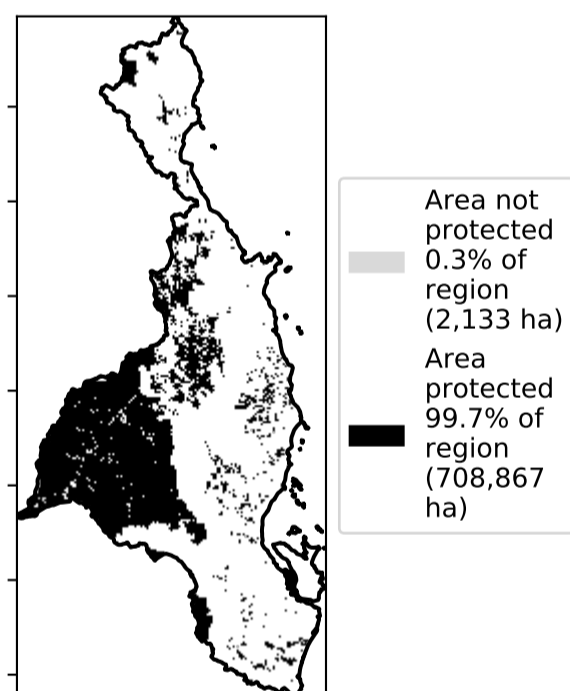 Area not
protected
0.3% of
region
(2,133 ha)
Area
protected
99.7% of
region
(708,867
ha)